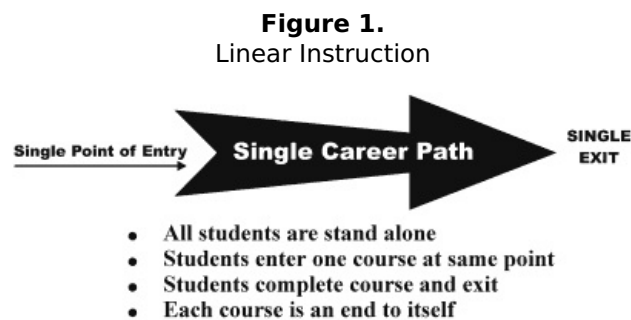 Figure 1.
Linear Instruction
Single Point of Entry
Single Career Path
SINGLE
EXIT
• All students are stand alone
• Students enter one course at same point
• Students complete course and exit
• Each course is an end to itself